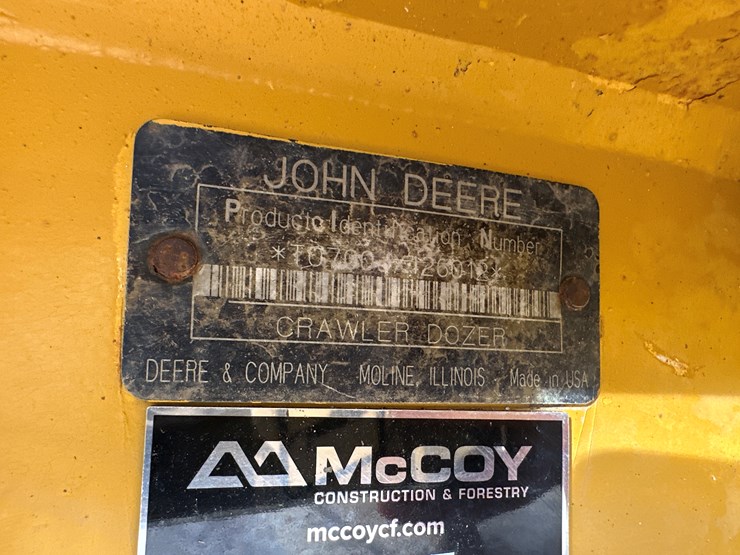 JOHN DEERE
Product Identification Number
CRAWLER DOZER
DEERE & COMPANY MOLINE, ILLINOIS Made in USA
McCOY
CONSTRUCTION & FORESTRY
mccoycf.com